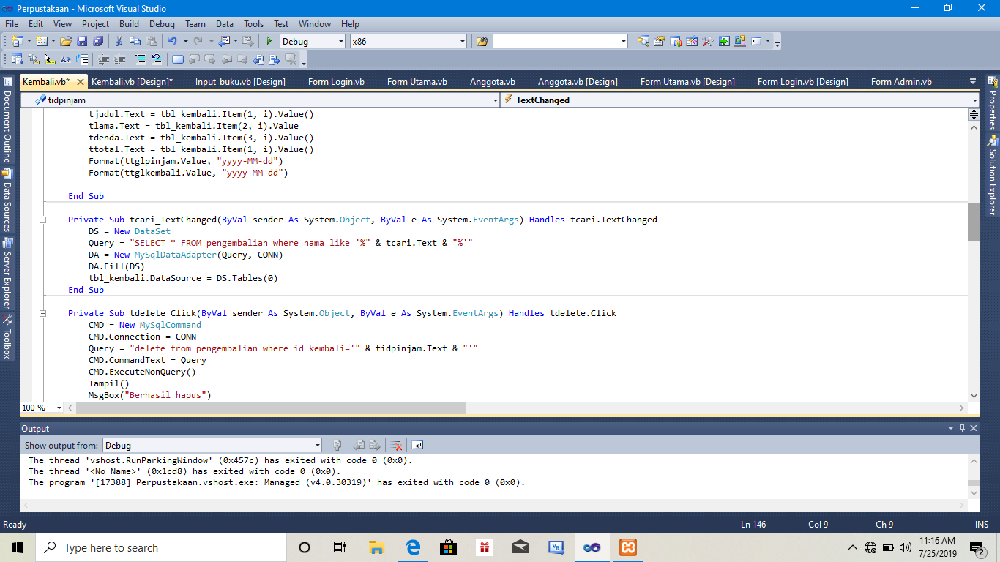 Perpustakaan - Microsoft Visual Studio
File Edit View Project Build Debug Team Data Tools Test Window Help
Debug x86
Kembali.vb* Kembali.vb [Design]* Input_buku.vb [Design] Form Login.vb Form Utama.vb Anggota.vb Anggota.vb [Design] Form Utama.vb [Design] Form Login.vb [Design] Form Admin.vb
tidpinjam TextChanged
Document Outline
Data Sources
Server Explorer
Toolbox
Properties
Solution Explorer
tjudul.Text = tbl_kembali.Item(1, i).Value()
tlama.Text = tbl_kembali.Item(2, i).Value
tdenda.Text = tbl_kembali.Item(3, i).Value()
ttotal.Text = tbl_kembali.Item(1, i).Value()
Format(ttglpinjam.Value, "yyyy-MM-dd")
Format(ttglkembali.Value, "yyyy-MM-dd")
End Sub
Private Sub tcari_TextChanged(ByVal sender As System.Object, ByVal e As System.EventArgs) Handles tcari.TextChanged
DS = New DataSet
Query = "SELECT * FROM pengembalian where nama like '%" & tcari.Text & "%'"
DA = New MySqlDataAdapter(Query, CONN)
DA.Fill(DS)
tbl_kembali.DataSource = DS.Tables(0)
End Sub
Private Sub tdelete_Click(ByVal sender As System.Object, ByVal e As System.EventArgs) Handles tdelete.Click
CMD = New MySqlCommand
CMD.Connection = CONN
Query = "delete from pengembalian where id_kembali='" & tidpinjam.Text & "'"
CMD.CommandText = Query
CMD.ExecuteNonQuery()
Tampil()
MsgBox("Berhasil hapus")
100 %
Output
Show output from: Debug
The thread 'vshost.RunParkingWindow' (0x457c) has exited with code 0 (0x0).
The thread '<No Name>' (0x1cd8) has exited with code 0 (0x0).
The program '[17388] Perpustakaan.vshost.exe: Managed (v4.0.30319)' has exited with code 0 (0x0).
Ready Ln 146 Col 9 Ch 9 INS
Type here to search
VB
11:16 AM
7/25/2019
2